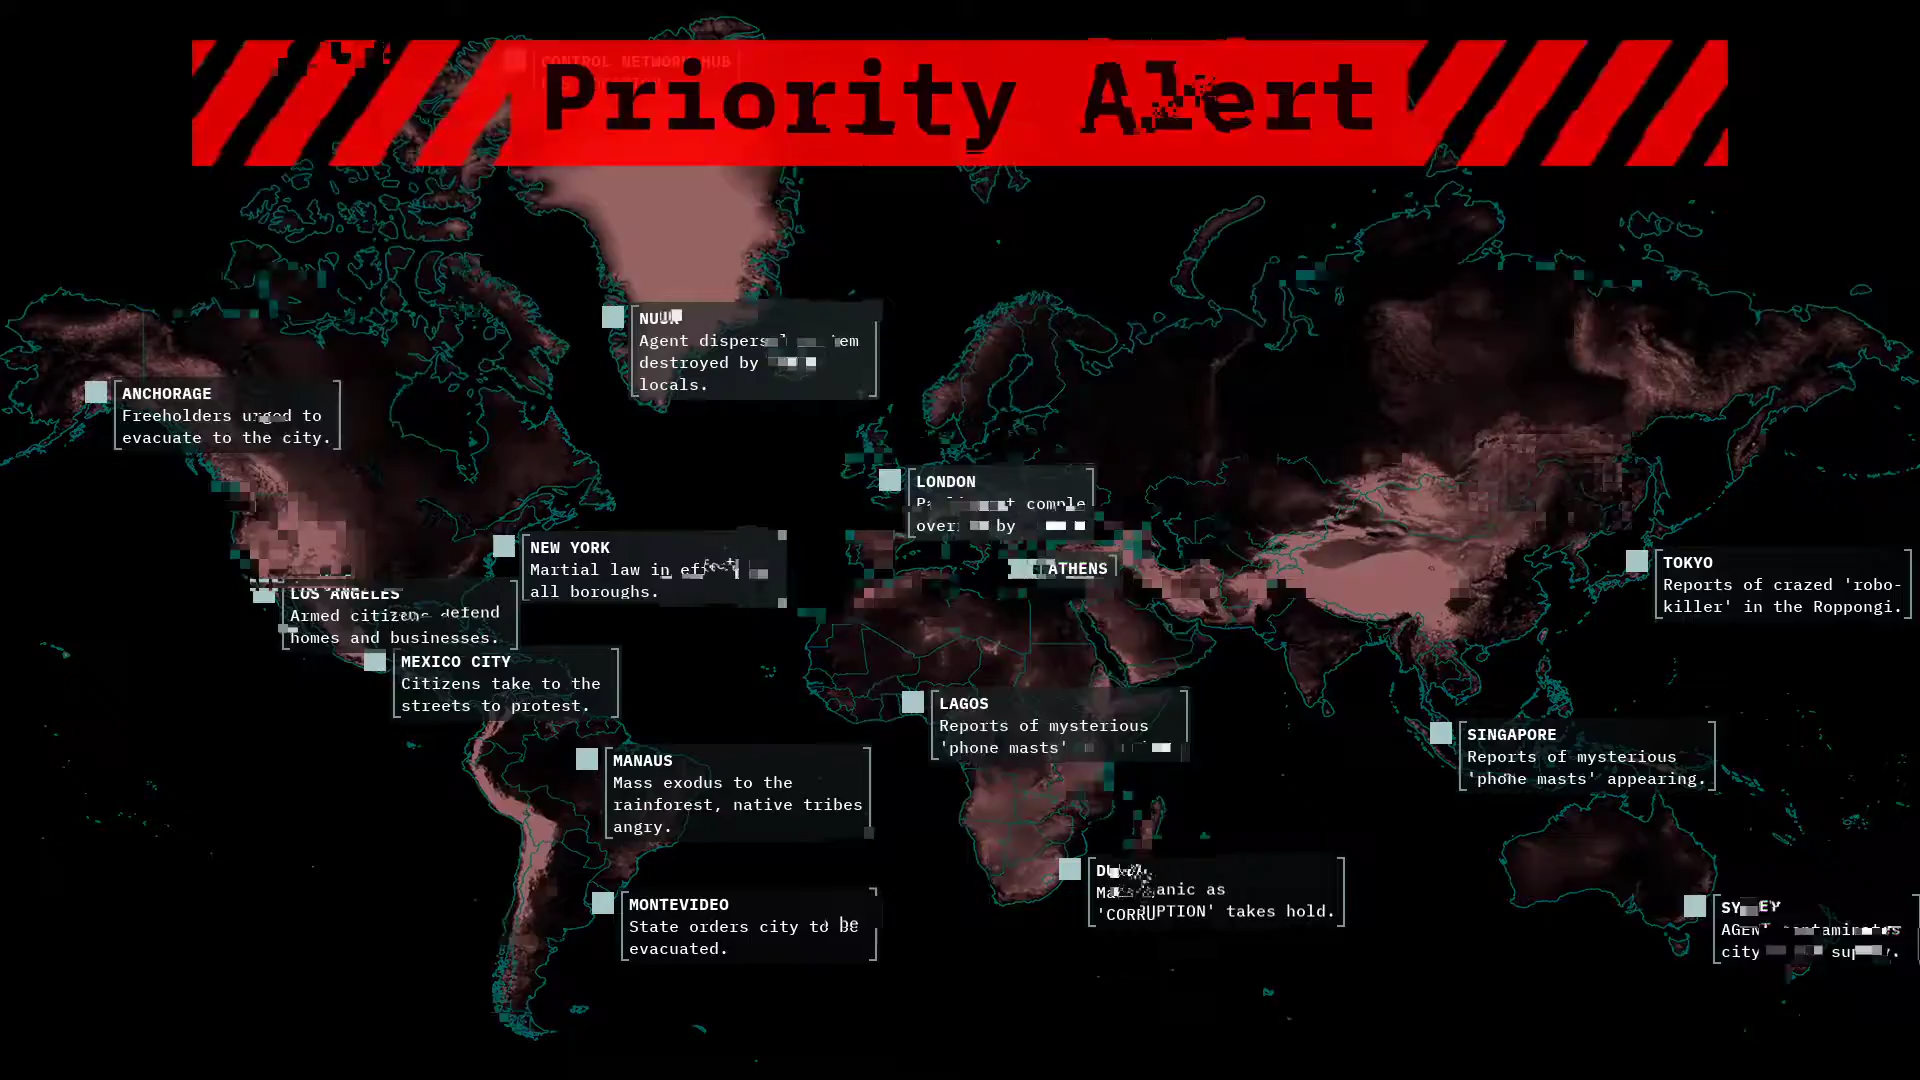 CONTROL NETWORK HUB
Priority Alert
NUUK
Agent
destroyed by
locals.
ANCHORAGE
Freeholders urged to
evacuate to the city.
LONDON
by
NEW YORK
Martial law in
all boroughs.
ATHENS
TOKYO
Reports of crazed 'robo-
killer' in the Roppongi.
LOS ANGELES
Armed citizens defend
homes and businesses.
MEXICO CITY
Citizens take to the
streets to protest.
LAGOS
Reports of mysterious
'phone masts'
SINGAPORE
Reports of mysterious
'phone masts' appearing.
MANAUS
Mass exodus to the
rainforest, native tribes
angry.
as
'CORRUPTION' takes hold.
MONTEVIDEO
State orders city to be
evacuated.
SYDNEY
AGENT contaminates
city